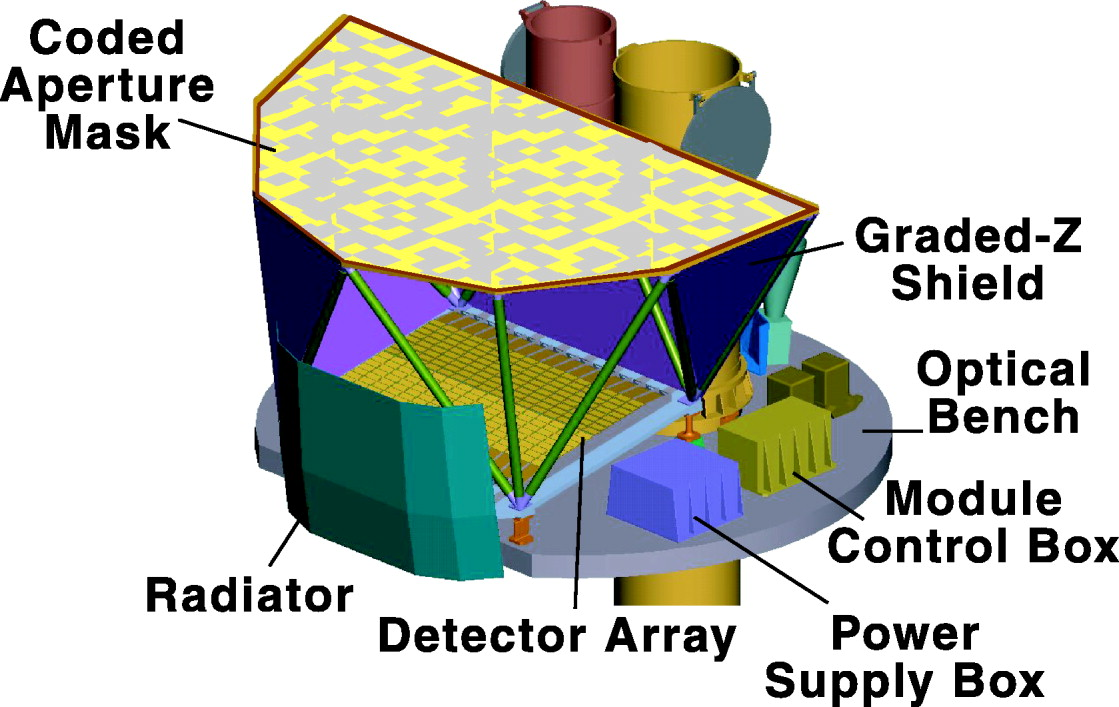 Coded
Aperture
Mask
Graded-Z
Shield
Optical
Bench
Module
Control Box
Radiator
Detector Array
Power
Supply Box